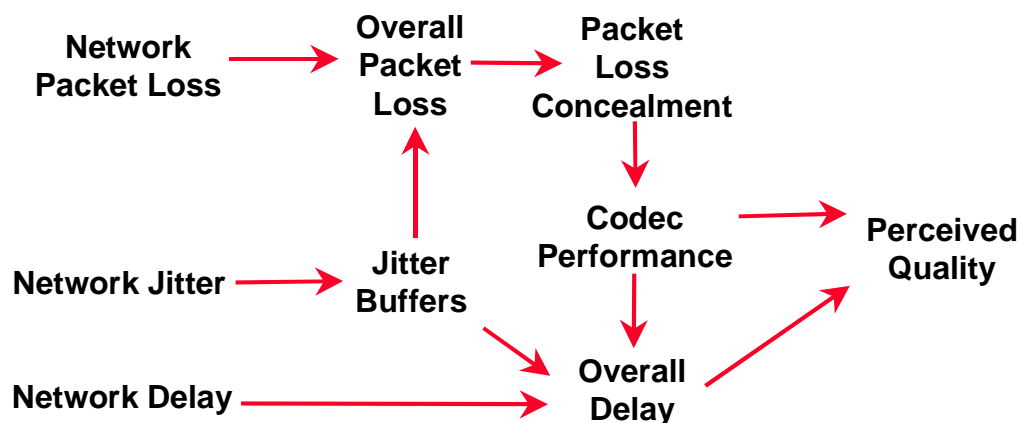 Network
Packet Loss
Overall
Packet
Loss
Packet
Loss
Concealment
Codec
Performance
Perceived
Quality
Network Jitter
Jitter
Buffers
Network Delay
Overall
Delay